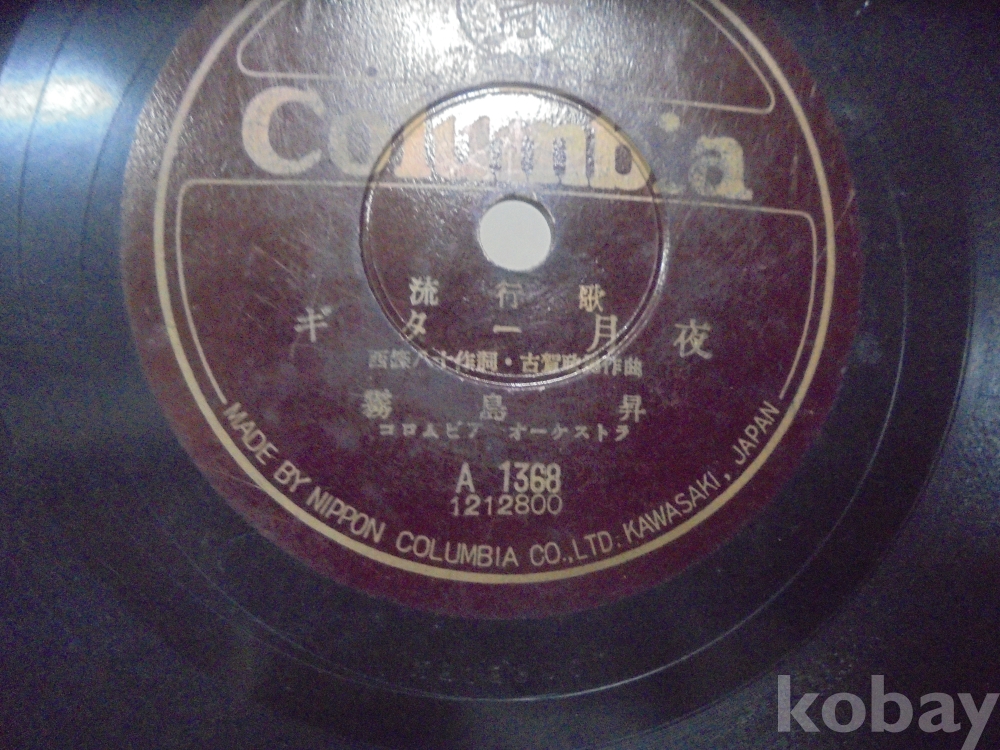 Columbia
流行歌
ギター月夜
西條八十作詞・古賀政男作曲
霧島昇
コロムビア オーケストラ
A 1368
1212800
MADE BY NIPPON COLUMBIA CO., LTD. KAWASAKI, JAPAN
kobay